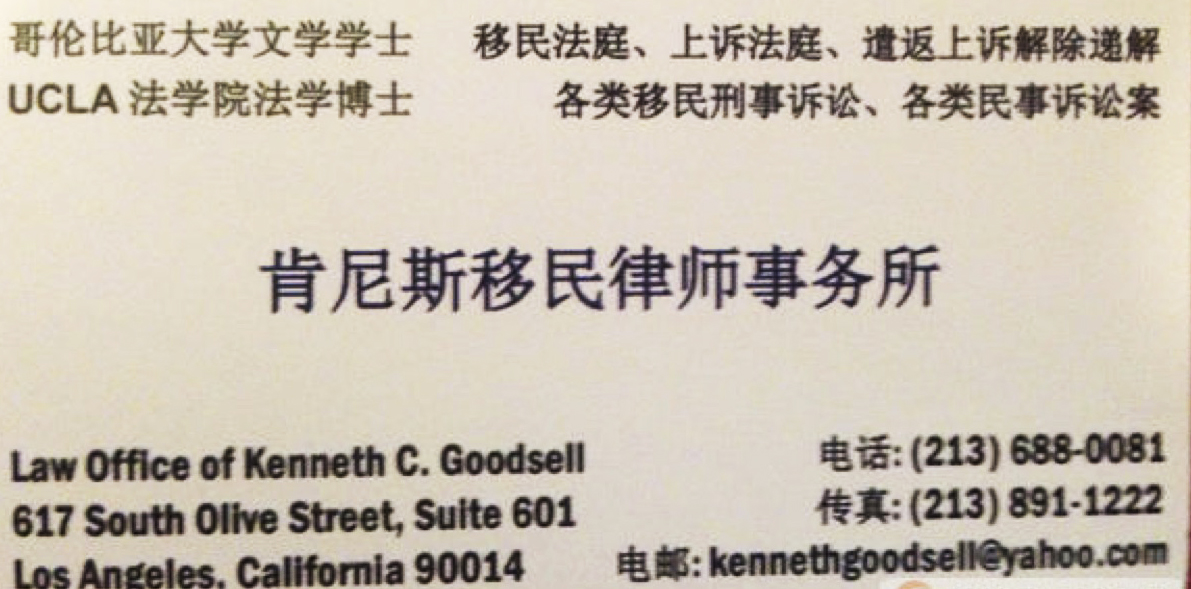 哥伦比亚大学文学学士 移民法庭、上诉法庭、遣返上诉解除递解
UCLA 法学院法学博士 各类移民刑事诉讼、各类民事诉讼案
肯尼斯移民律师事务所
Law Office of Kenneth C. Goodsell 电话: (213) 688-0081
617 South Olive Street, Suite 601 传真: (213) 891-1222
Los Angeles, California 90014 电邮: kennethgoodsell@yahoo.com